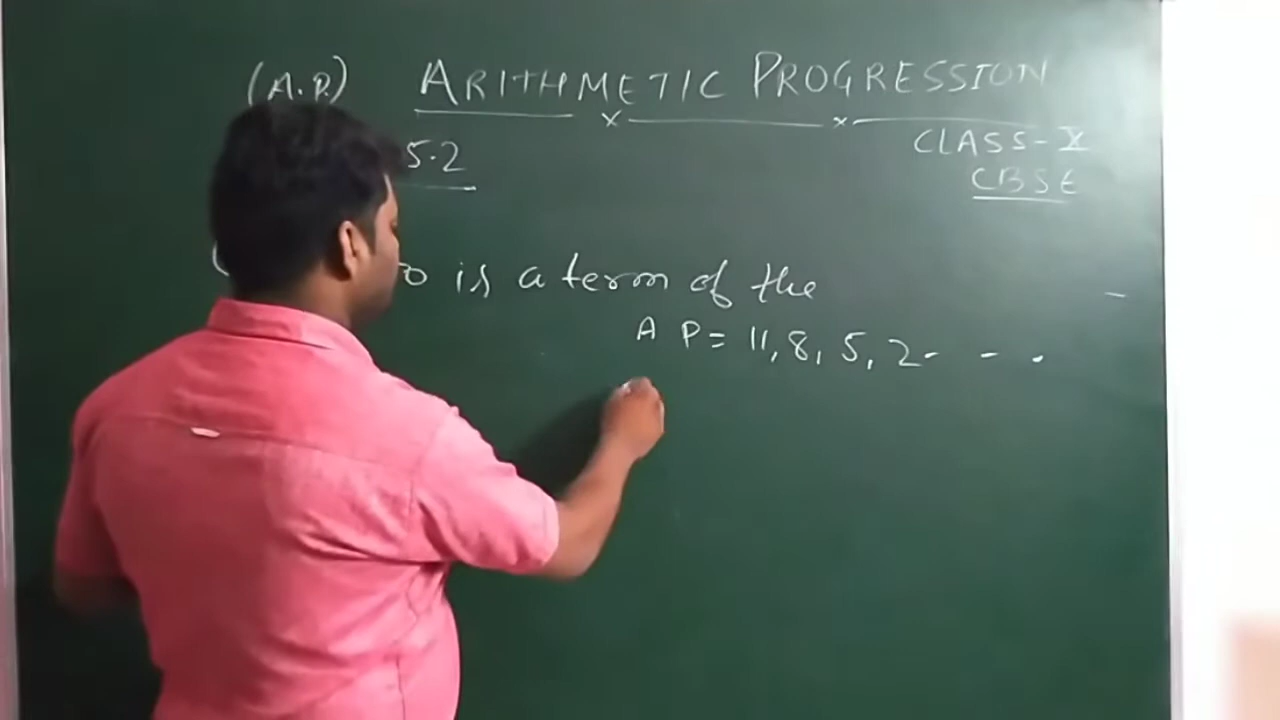 (A.P.) ARITHMETIC PROGRESSION
5.2
CLASS-X
CBSE
is a term of the
A P = 11, 8, 5, 2 - - .